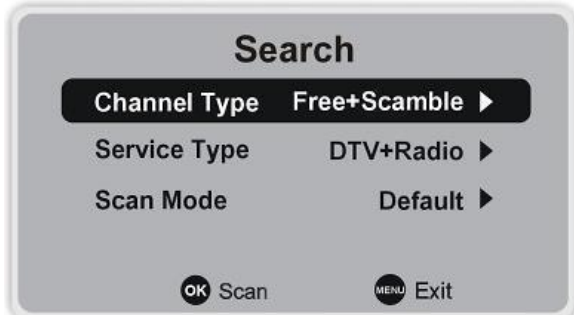 Search
Channel Type Free+Scamble
Service Type DTV+Radio
Scan Mode Default
OK Scan MENU Exit